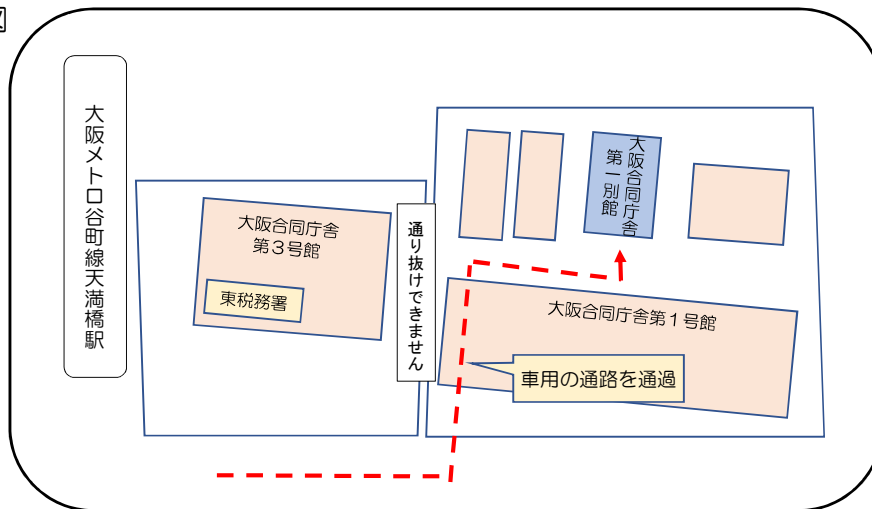 図
大阪メトロ谷町線天満橋駅
大阪合同庁舎
第３号館
東税務署
通り抜けできません
大阪合同庁舎
第一別館
大阪合同庁舎第１号館
車用の通路を通過